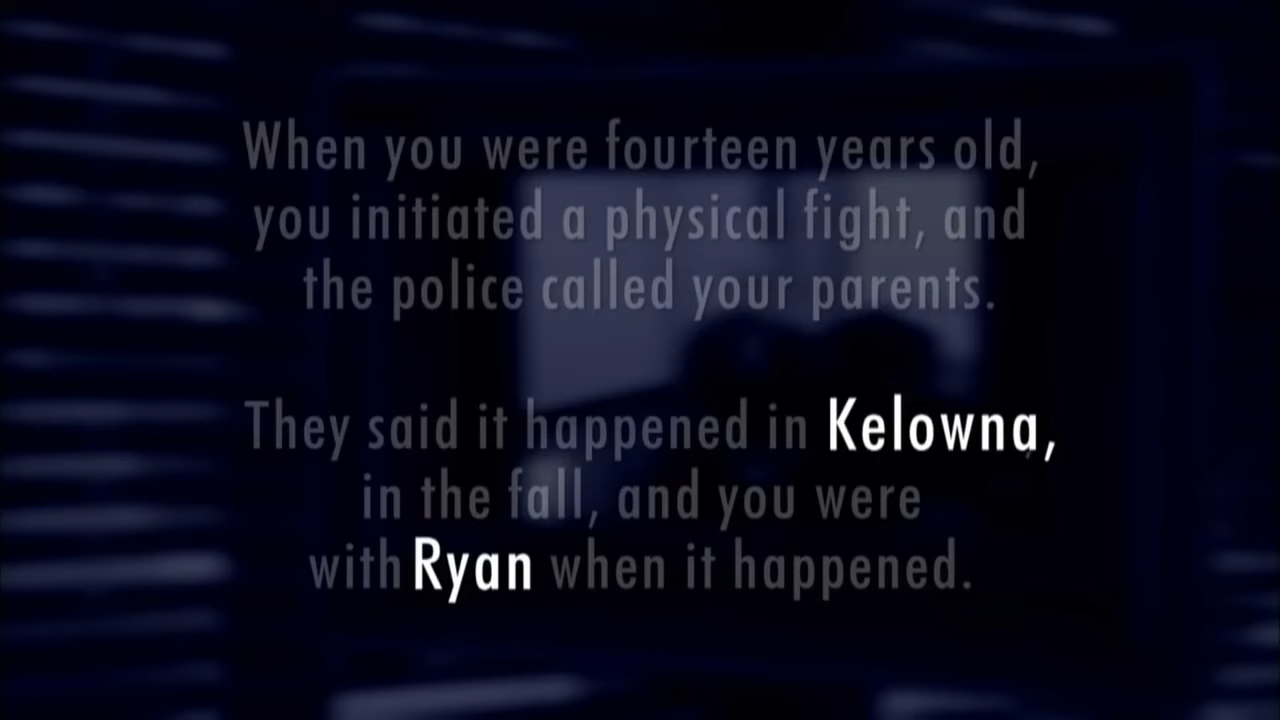 When you were fourteen years old,
you initiated a physical fight, and
the police called your parents.
They said it happened in Kelowna,
in the fall, and you were
with Ryan when it happened.